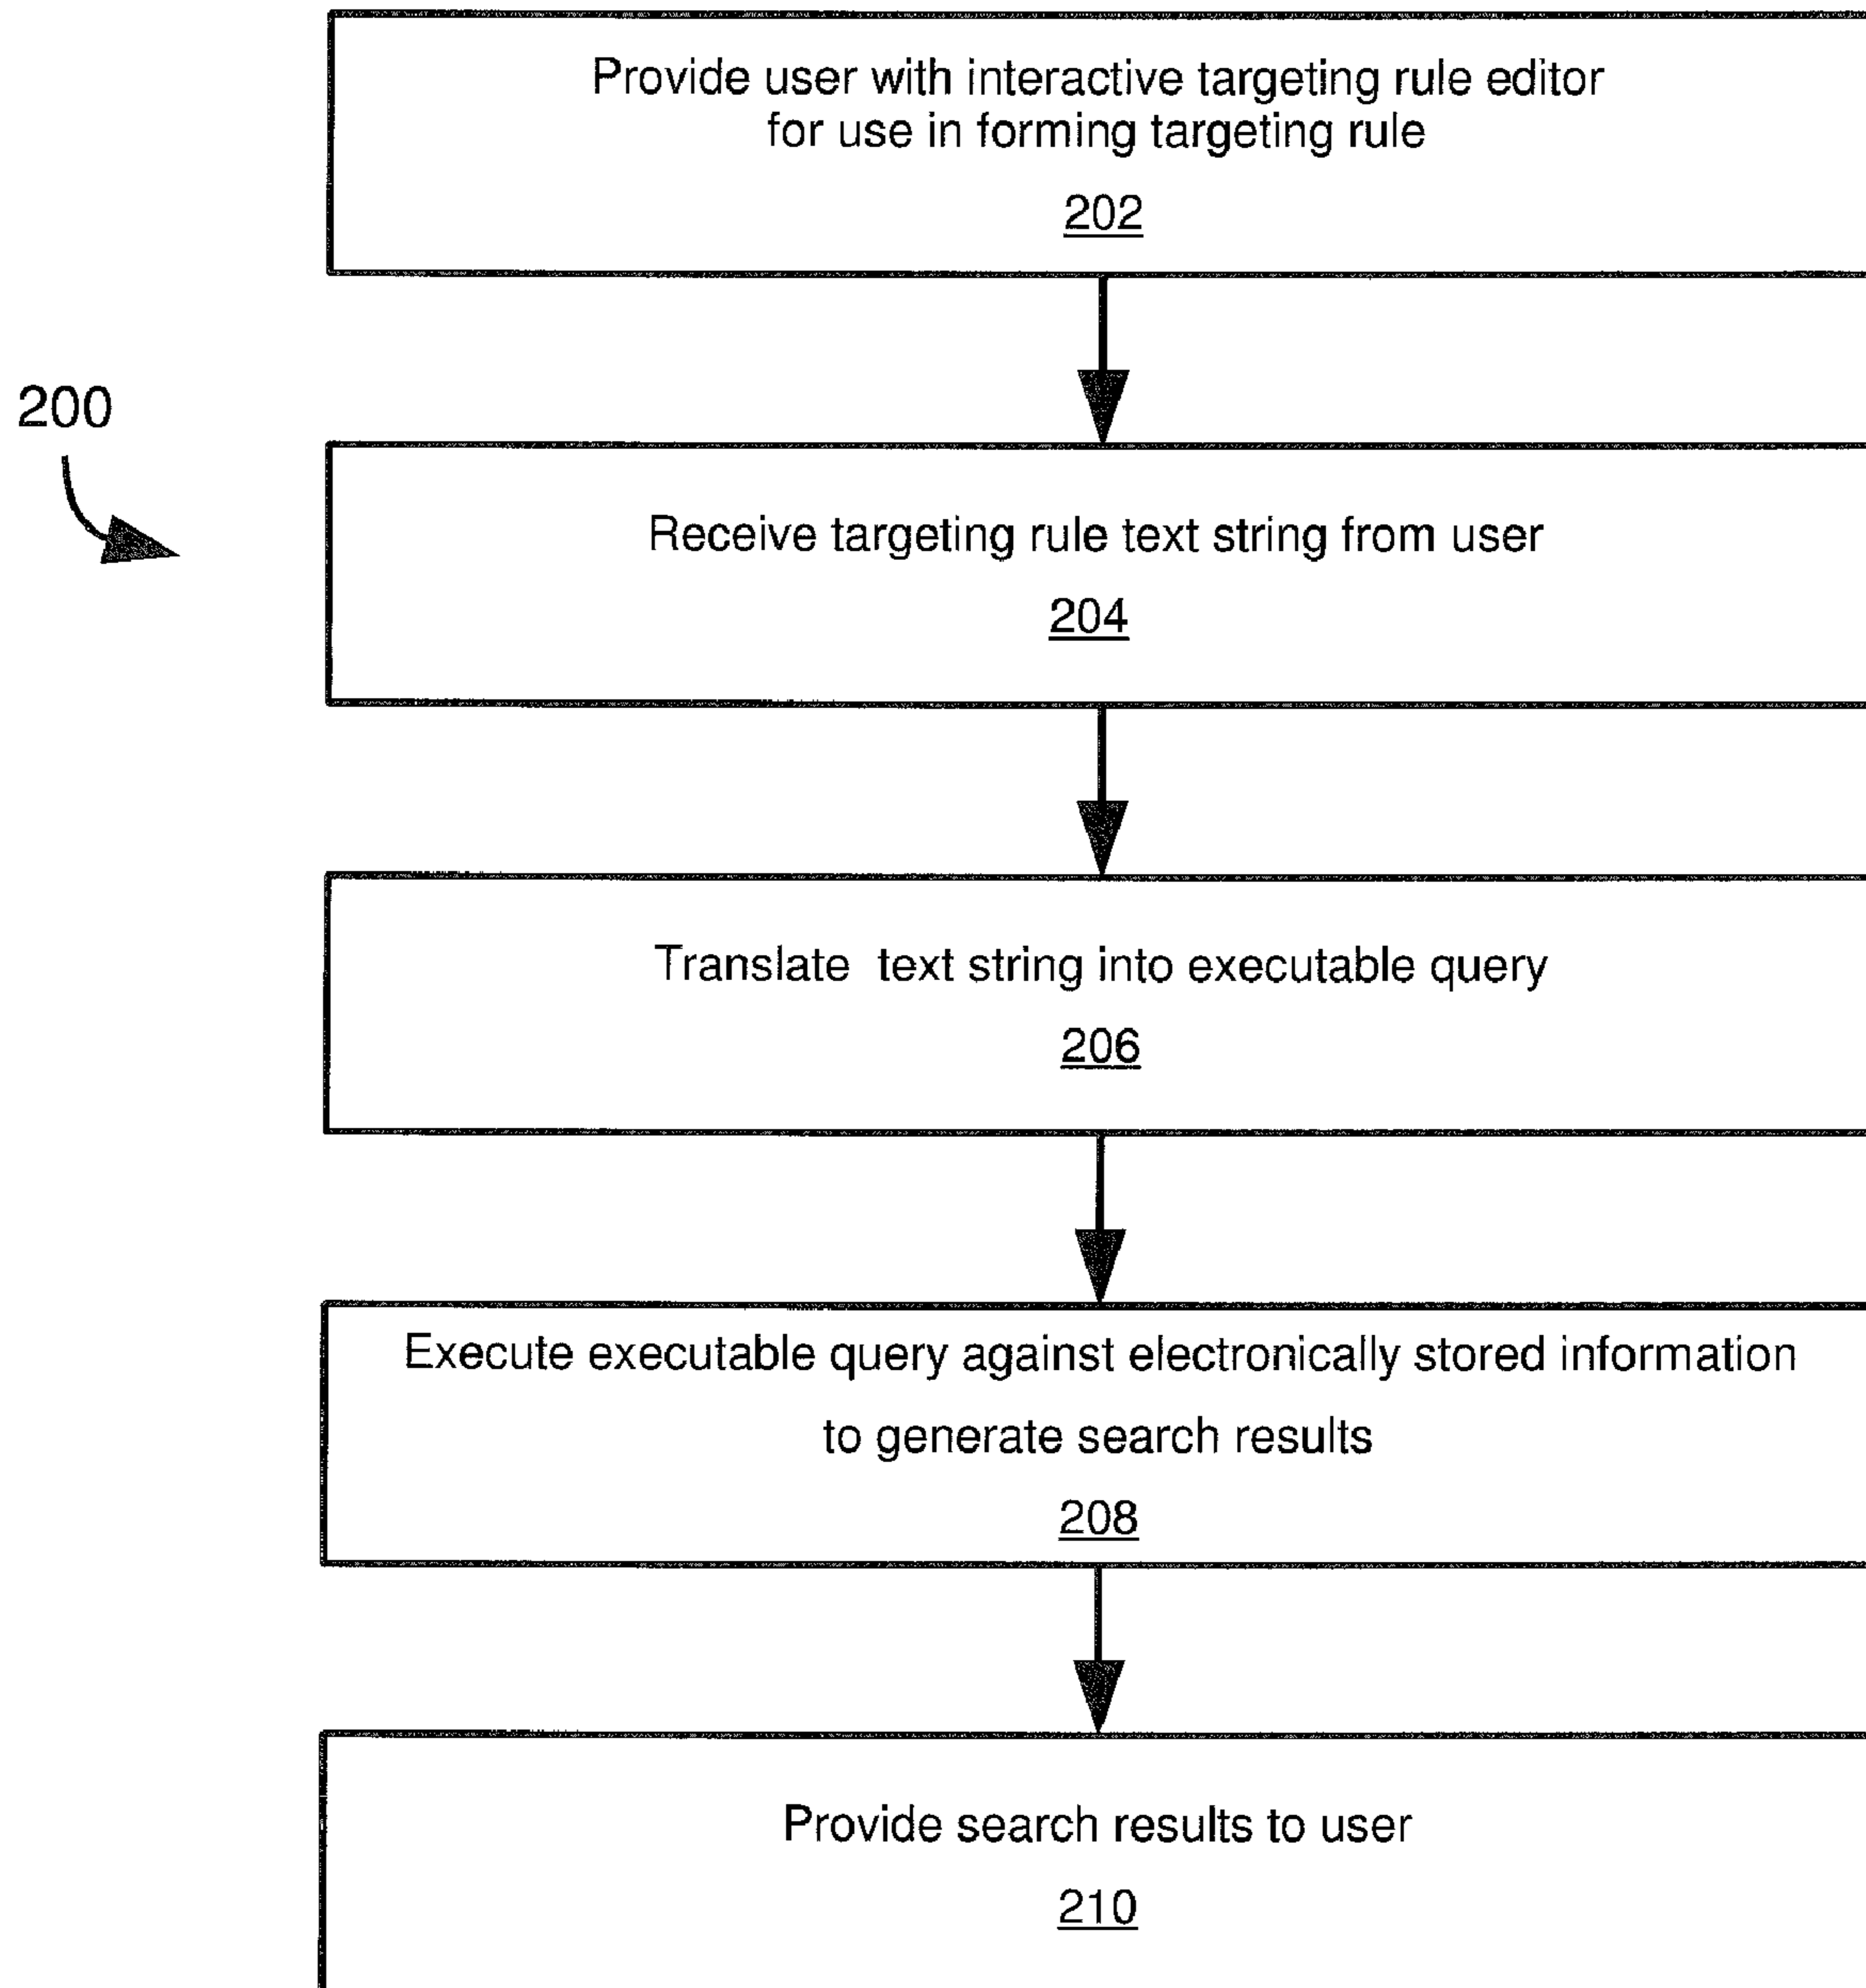 Provide user with interactive targeting rule editor
for use in forming targeting rule
202
200
Receive targeting rule text string from user
204
Translate text string into executable query
206
Execute executable query against electronically stored information
to generate search results
208
Provide search results to user
210